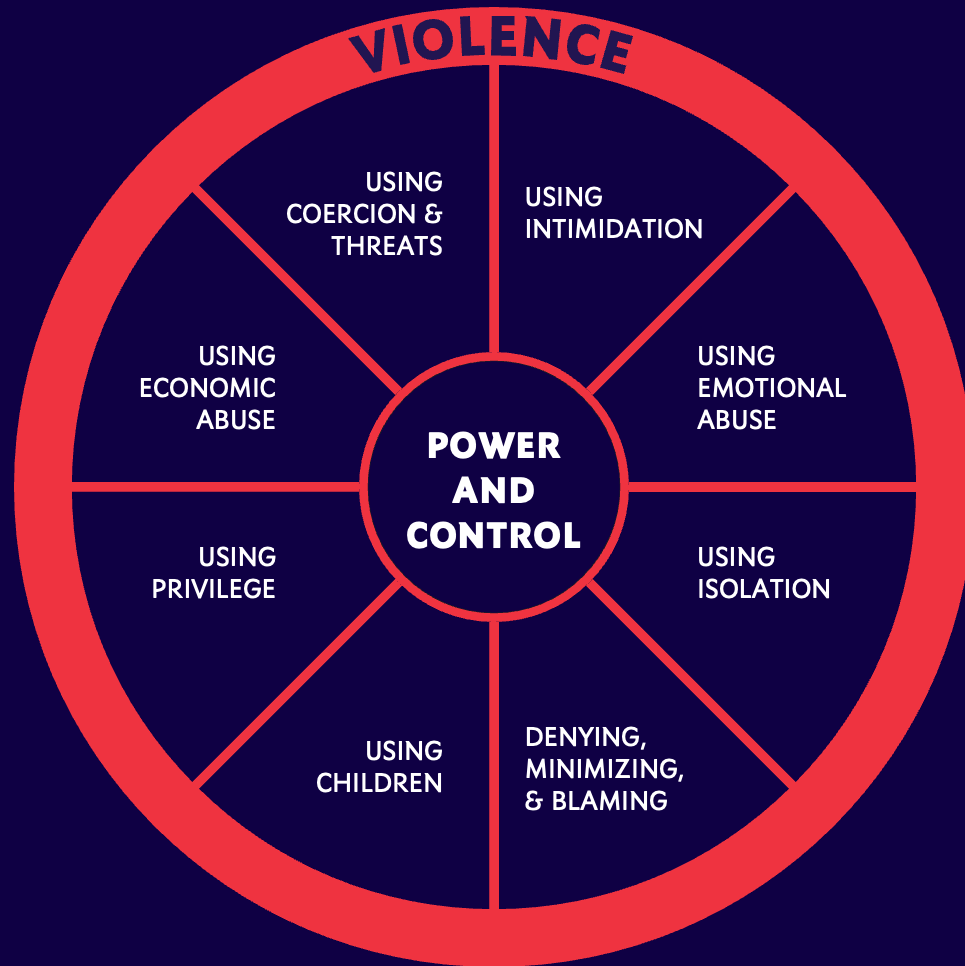 VIOLENCE
USING
COERCION &
THREATS
USING
INTIMIDATION
USING
EMOTIONAL
ABUSE
USING
ISOLATION
DENYING,
MINIMIZING,
& BLAMING
USING
CHILDREN
USING
PRIVILEGE
USING
ECONOMIC
ABUSE
POWER
AND
CONTROL